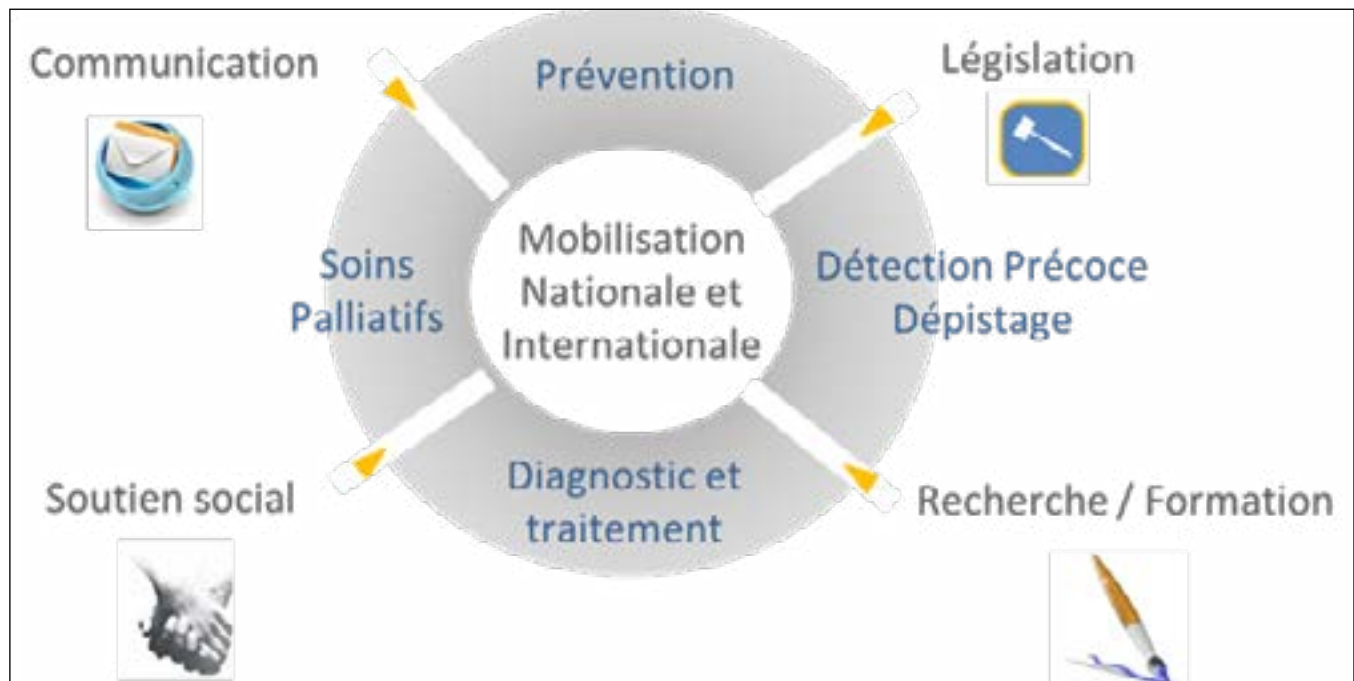 Communication
Prévention
Législation
Soins
Palliatifs
Mobilisation
Nationale et
Internationale
Détection Précoce
Dépistage
Soutien social
Diagnostic et
traitement
Recherche / Formation